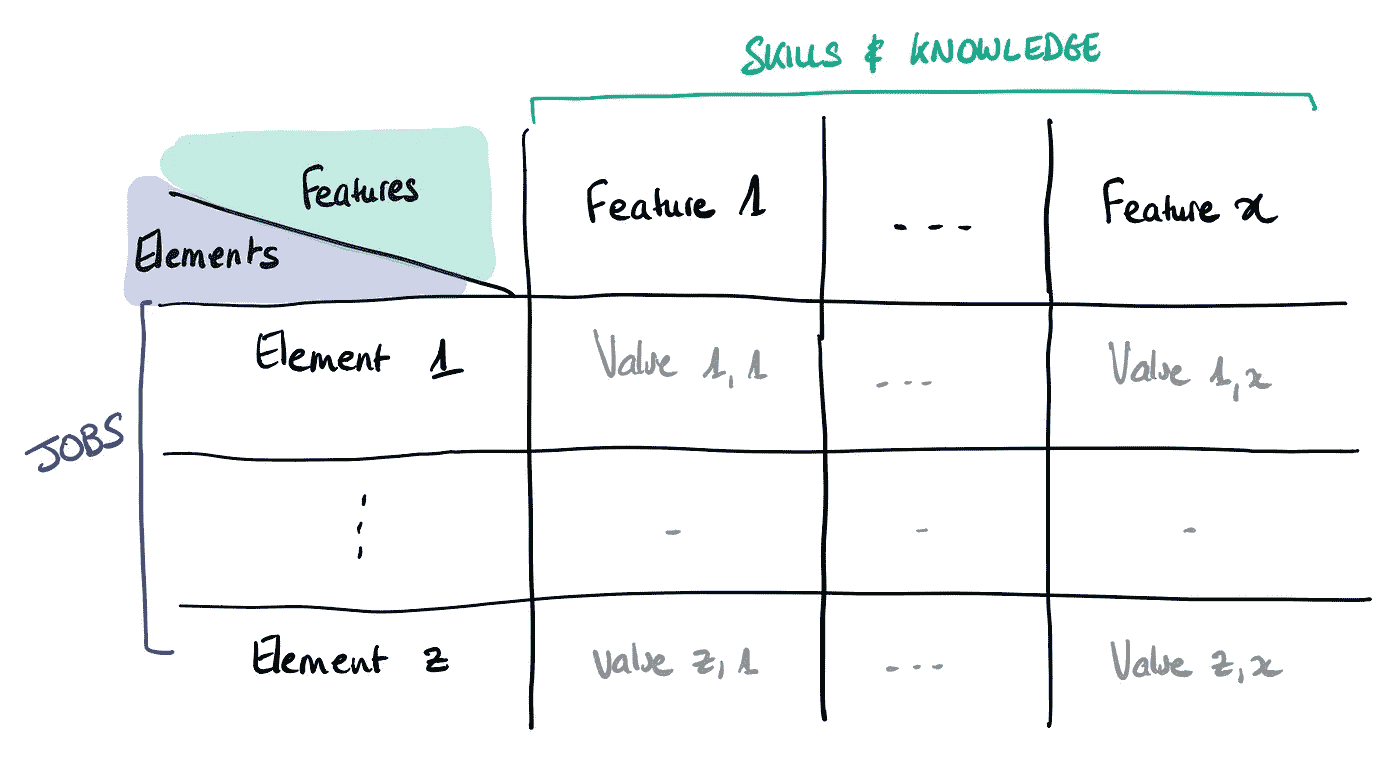 SKILLS & KNOWLEDGE
Features
Elements
Feature 1
...
Feature x
JOBS
Element 1
Value 1,1
...
Value 1,x
...
-
-
-
Element z
Value z,1
...
Value z,x